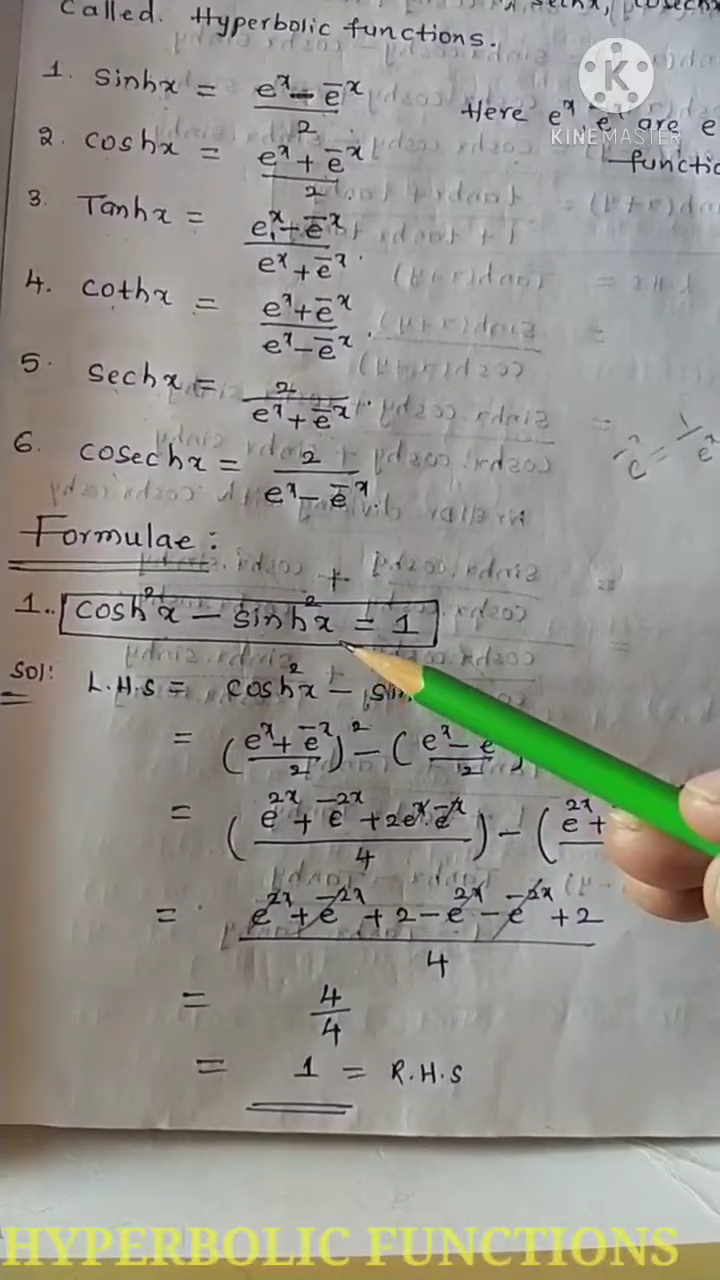 called. Hyperbolic functions.
1. sinhx = e^x - e^-x / 2
Here e^x, e^-x are e
functio
2. coshx = e^x + e^-x / 2
3. Tanhx = e^x - e^-x / e^x + e^-x.
4. cothx = e^x + e^-x / e^x - e^-x.
5. sechx = 2 / e^x + e^-x.
6. cosechx = 2 / e^x - e^-x.
Formulae:
1.. cosh²x - sinh²x = 1
Sol: L.H.S = cosh²x - sin
= (e^x + e^-x / 2)² - (e^x - e / 2)
= (e^2x + e^-2x + 2e^x.e^-x / 4) - (e^2x +
= e^2x + e^-2x + 2 - e^2x - e^-2x + 2 / 4
= 4 / 4
= 1 = R.H.S
K
KINEMASTER
HYPERBOLIC FUNCTIONS